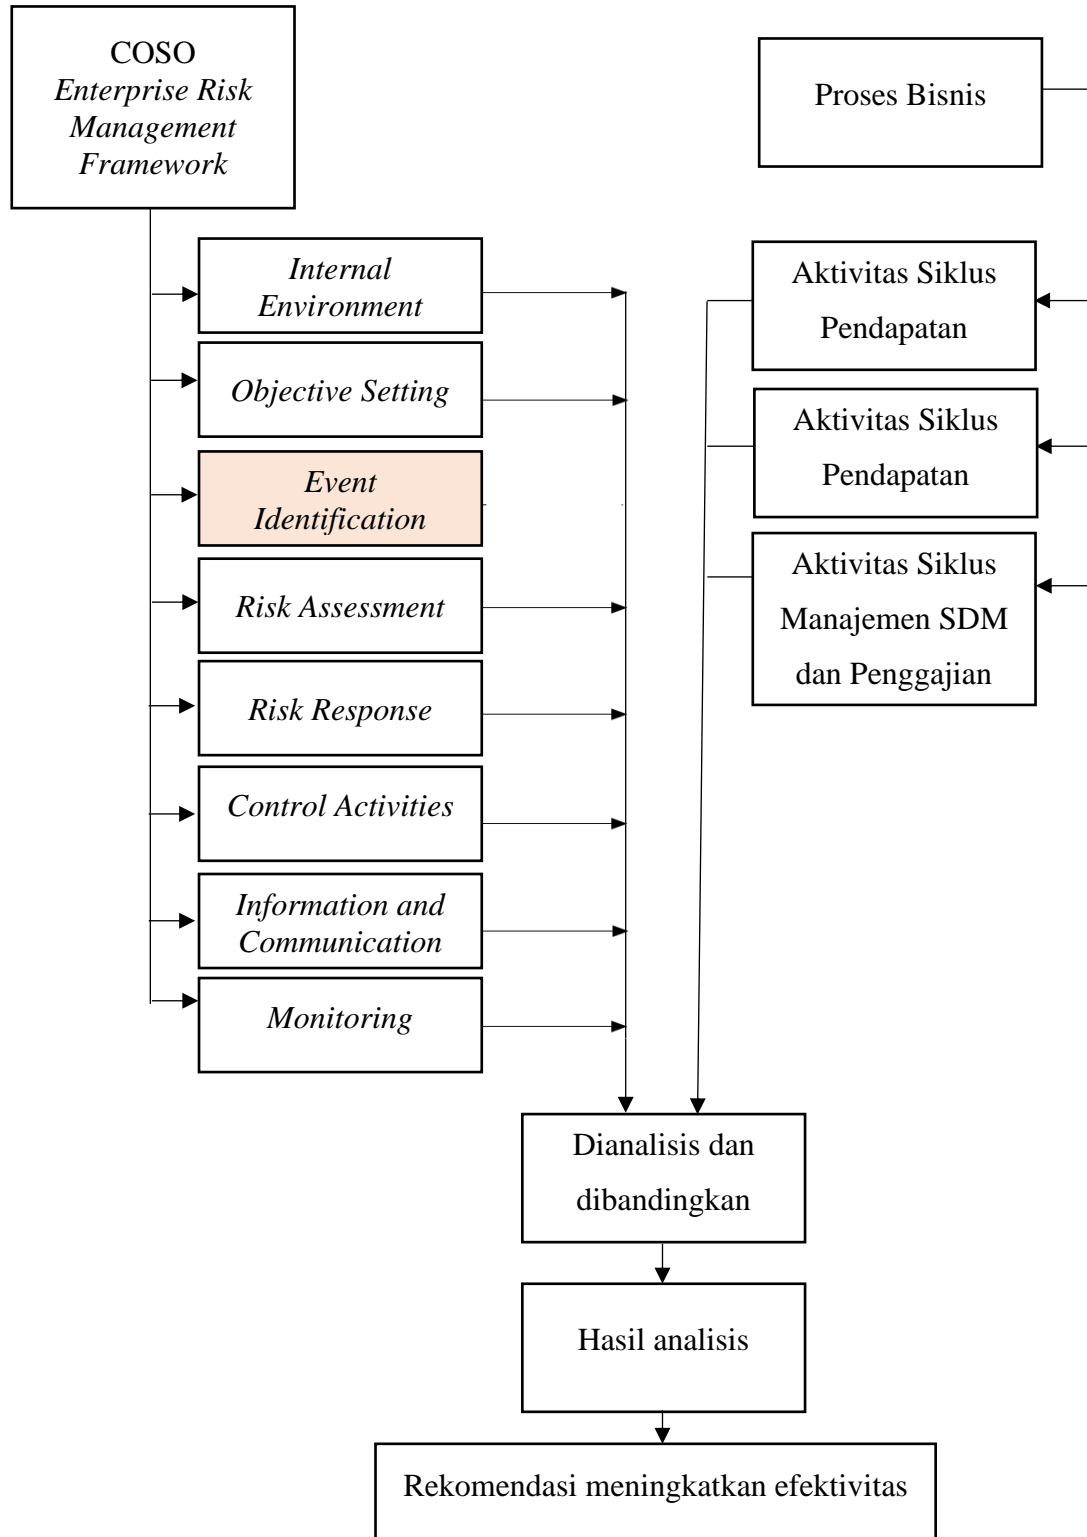 COSO
Enterprise Risk
Management
Framework
Proses Bisnis
Internal
Environment
Objective Setting
Event
Identification
Risk Assessment
Risk Response
Control Activities
Information and
Communication
Monitoring
Aktivitas Siklus
Pendapatan
Aktivitas Siklus
Pendapatan
Aktivitas Siklus
Manajemen SDM
dan Penggajian
Dianalisis dan
dibandingkan
Hasil analisis
Rekomendasi meningkatkan efektivitas